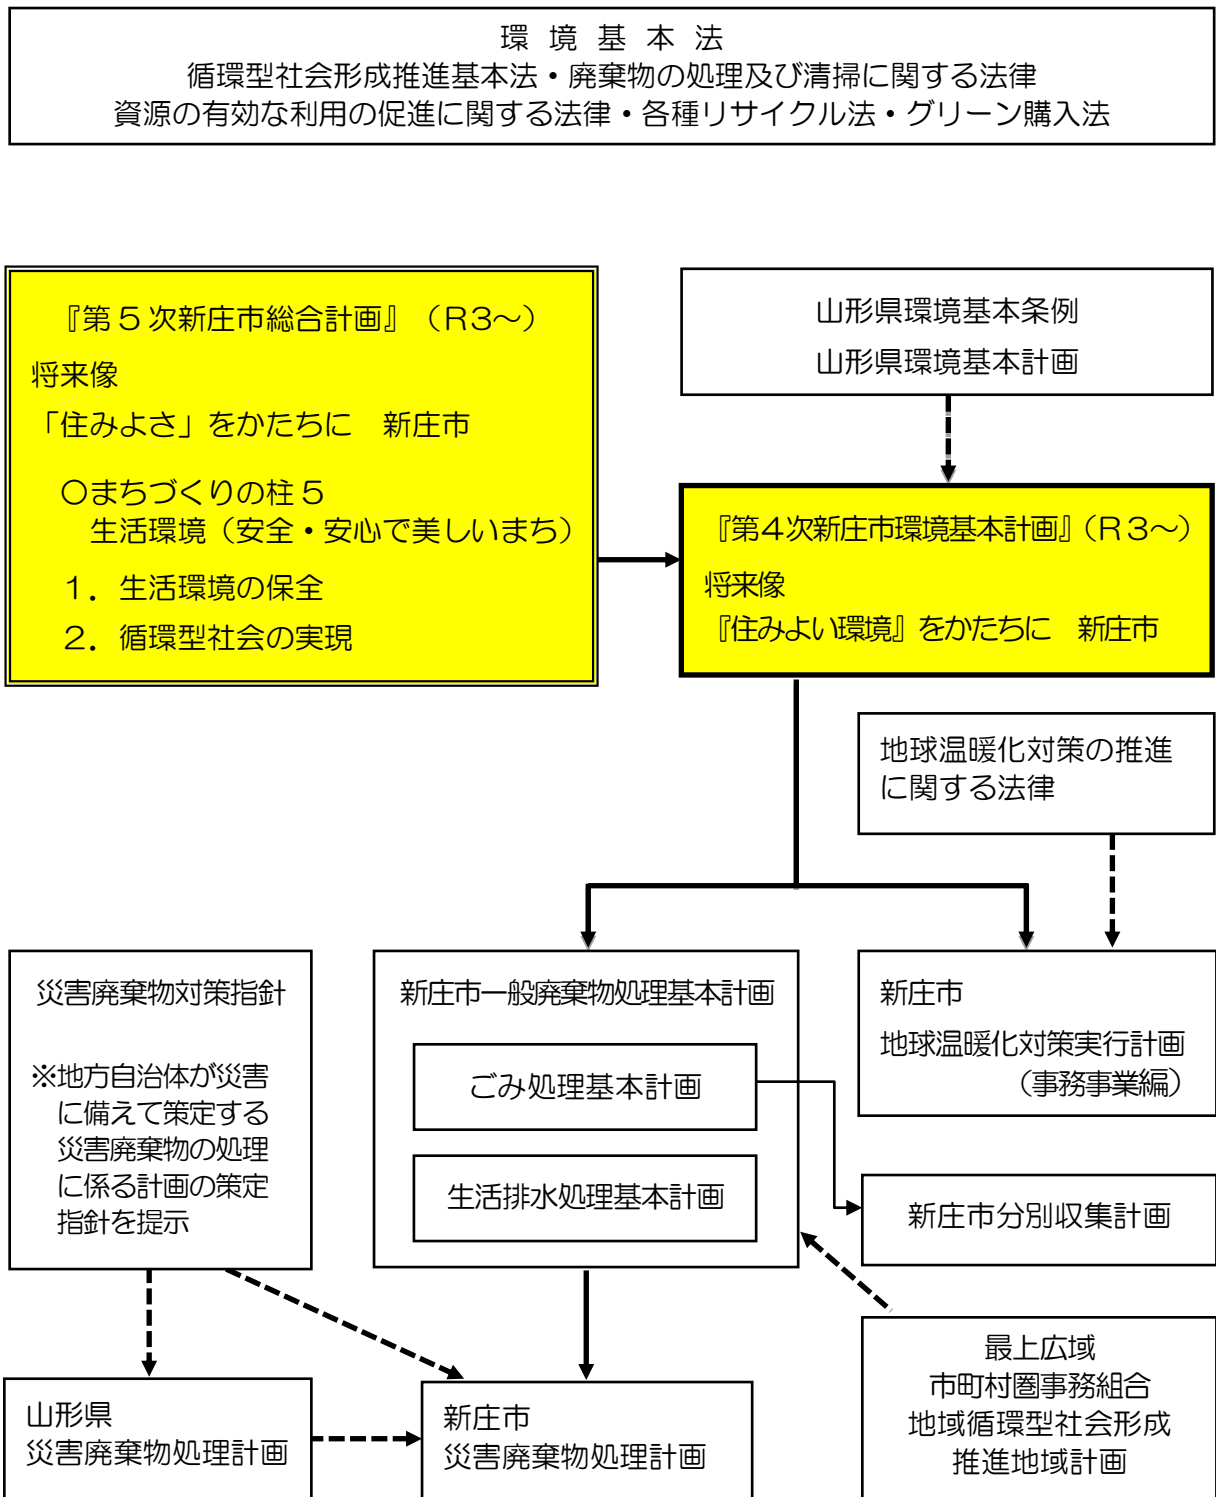 環 境 基 本 法
循環型社会形成推進基本法・廃棄物の処理及び清掃に関する法律
資源の有効な利用の促進に関する法律・各種リサイクル法・グリーン購入法
『第５次新庄市総合計画』（Ｒ３～）
将来像
「住みよさ」をかたちに　新庄市
○まちづくりの柱５
生活環境（安全・安心で美しいまち）
１．生活環境の保全
２．循環型社会の実現
山形県環境基本条例
山形県環境基本計画
『第４次新庄市環境基本計画』（Ｒ３～）
将来像
『住みよい環境』をかたちに　新庄市
地球温暖化対策の推進
に関する法律
災害廃棄物対策指針
※地方自治体が災害
に備えて策定する
災害廃棄物の処理
に係る計画の策定
指針を提示
新庄市一般廃棄物処理基本計画
ごみ処理基本計画
生活排水処理基本計画
新庄市
地球温暖化対策実行計画
（事務事業編）
新庄市分別収集計画
山形県
災害廃棄物処理計画
新庄市
災害廃棄物処理計画
最上広域
市町村圏事務組合
地域循環型社会形成
推進地域計画